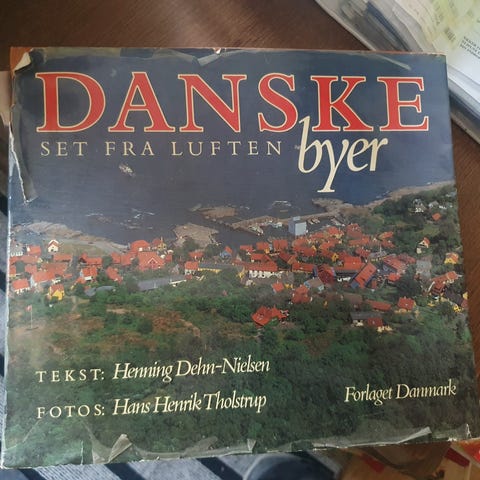 DANSKE
SET FRA LUFTEN byer
TEKST: Henning Dehn-Nielsen
FOTOS: Hans Henrik Tholstrup
Forlaget Danmark